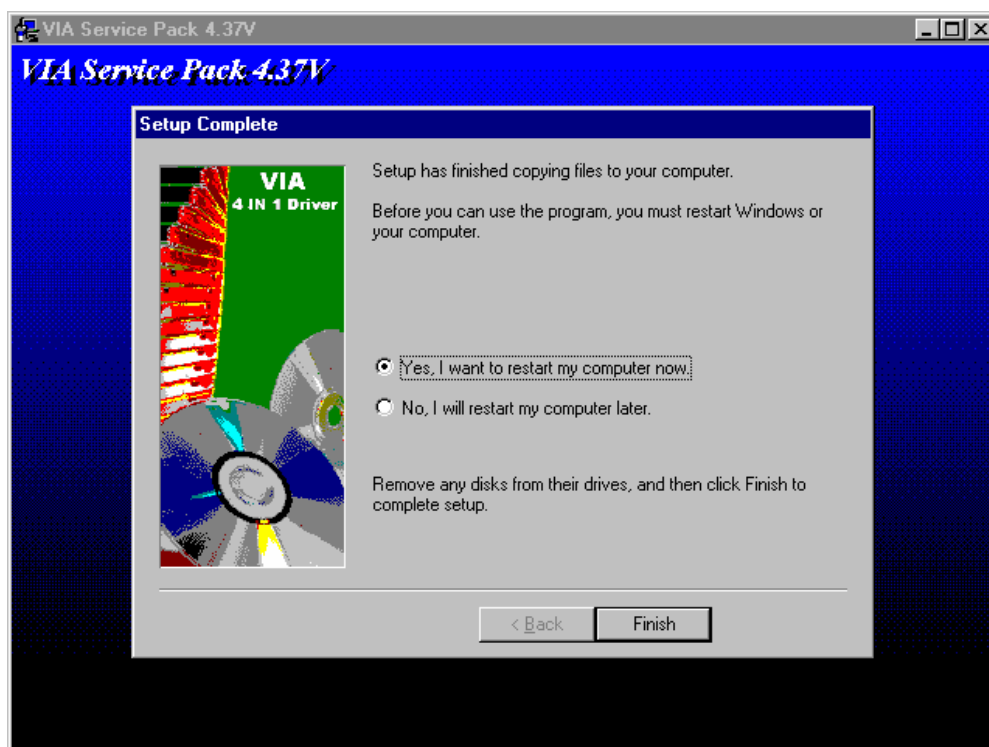 VIA Service Pack 4.37V
VIA Service Pack 4.37V
Setup Complete
VIA
4 IN 1 Driver
Setup has finished copying files to your computer.
Before you can use the program, you must restart Windows or
your computer.
Yes, I want to restart my computer now.
No, I will restart my computer later.
Remove any disks from their drives, and then click Finish to
complete setup.
< Back
Finish